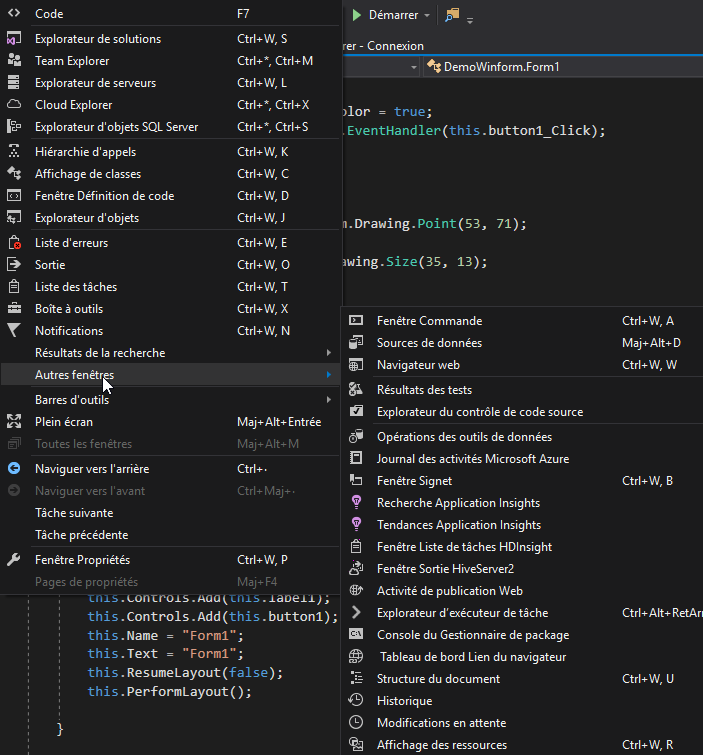 Code F7
Explorateur de solutions Ctrl+W, S
Team Explorer Ctrl+*, Ctrl+M
Explorateur de serveurs Ctrl+W, L
Cloud Explorer Ctrl+*, Ctrl+X
Explorateur d'objets SQL Server Ctrl+*, Ctrl+S
Hiérarchie d'appels Ctrl+W, K
Affichage de classes Ctrl+W, C
Fenêtre Définition de code Ctrl+W, D
Explorateur d'objets Ctrl+W, J
Liste d'erreurs Ctrl+W, E
Sortie Ctrl+W, O
Liste des tâches Ctrl+W, T
Boîte à outils Ctrl+W, X
Notifications Ctrl+W, N
Résultats de la recherche
Autres fenêtres
Barres d'outils
Plein écran Maj+Alt+Entrée
Toutes les fenêtres Maj+Alt+M
Naviguer vers l'arrière Ctrl+·
Naviguer vers l'avant Ctrl+Maj+·
Tâche suivante
Tâche précédente
Fenêtre Propriétés Ctrl+W, P
Pages de propriétés Maj+F4
Démarrer
rer - Connexion
DemoWinform.Form1
olor = true;
.EventHandler(this.button1_Click);
m.Drawing.Point(53, 71);
awing.Size(35, 13);
Fenêtre Commande Ctrl+W, A
Sources de données Maj+Alt+D
Navigateur web Ctrl+W, W
Résultats des tests
Explorateur du contrôle de code source
Opérations des outils de données
Journal des activités Microsoft Azure
Fenêtre Signet Ctrl+W, B
Recherche Application Insights
Tendances Application Insights
Fenêtre Liste de tâches HDInsight
Fenêtre Sortie HiveServer2
Activité de publication Web
Explorateur d'exécuteur de tâche Ctrl+Alt+RetArr
C:\
Console du Gestionnaire de package
Tableau de bord Lien du navigateur
Structure du document Ctrl+W, U
Historique
Modifications en attente
Affichage des ressources Ctrl+W, R
this.Controls.Add(this.label1);
this.Controls.Add(this.button1);
this.Name = "Form1";
this.Text = "Form1";
this.ResumeLayout(false);
this.PerformLayout();
}